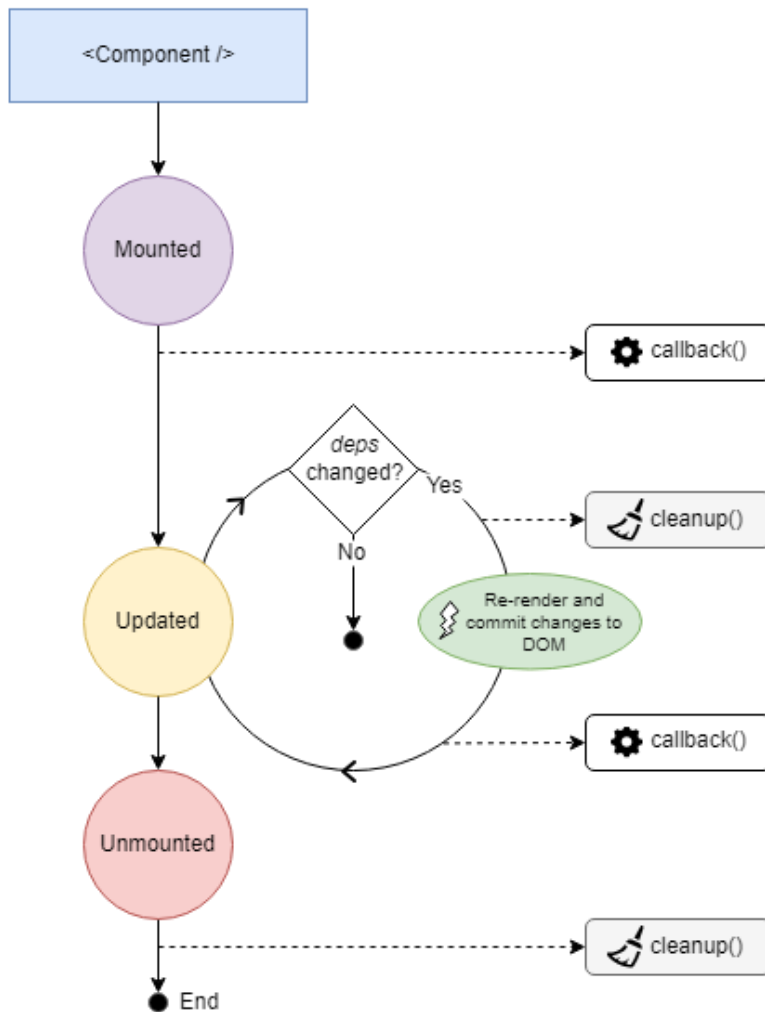 <Component />
Mounted
callback()
deps
changed?
Yes
cleanup()
No
Updated
Re-render and
commit changes to
DOM
callback()
Unmounted
cleanup()
End